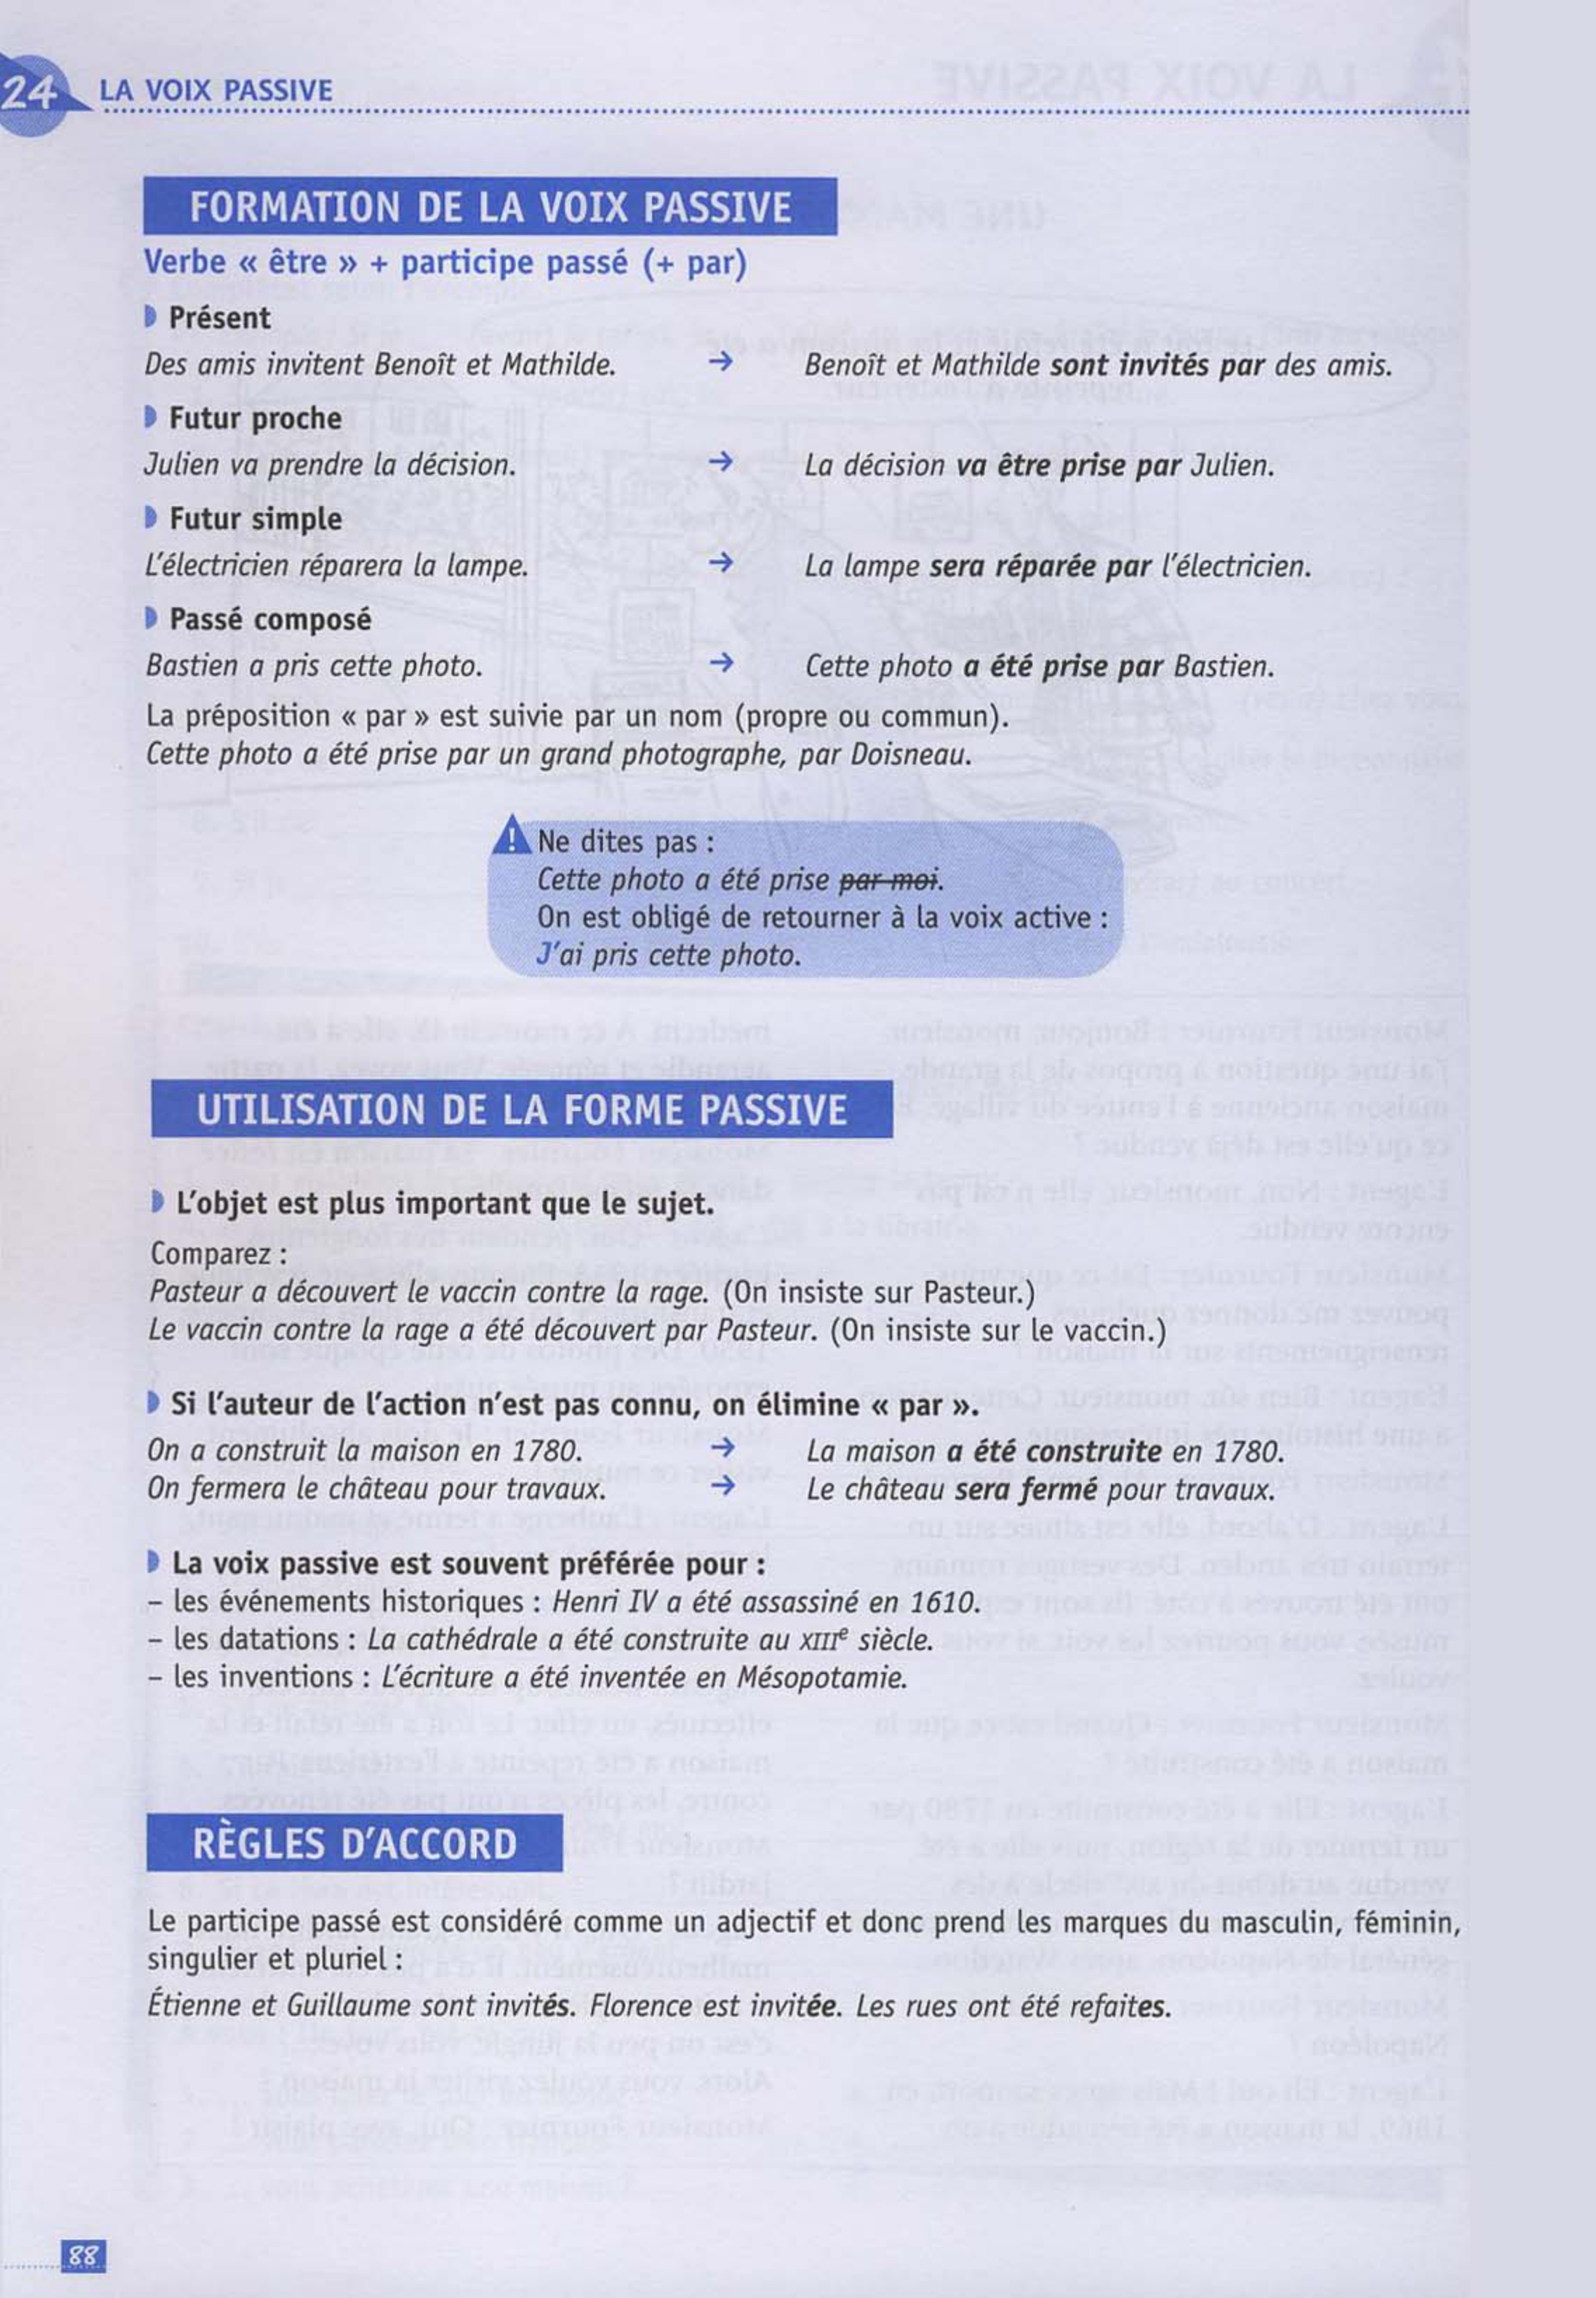 24 LA VOIX PASSIVE
FORMATION DE LA VOIX PASSIVE
Verbe « être » + participe passé (+ par)
Présent
Des amis invitent Benoît et Mathilde. → Benoît et Mathilde sont invités par des amis.
Futur proche
Julien va prendre la décision. → La décision va être prise par Julien.
Futur simple
L'électricien réparera la lampe. → La lampe sera réparée par l'électricien.
Passé composé
Bastien a pris cette photo. → Cette photo a été prise par Bastien.
La préposition « par » est suivie par un nom (propre ou commun).
Cette photo a été prise par un grand photographe, par Doisneau.
! Ne dites pas :
Cette photo a été prise par moi.
On est obligé de retourner à la voix active :
J'ai pris cette photo.
UTILISATION DE LA FORME PASSIVE
L'objet est plus important que le sujet.
Comparez :
Pasteur a découvert le vaccin contre la rage. (On insiste sur Pasteur.)
Le vaccin contre la rage a été découvert par Pasteur. (On insiste sur le vaccin.)
Si l'auteur de l'action n'est pas connu, on élimine « par ».
On a construit la maison en 1780. → La maison a été construite en 1780.
On fermera le château pour travaux. → Le château sera fermé pour travaux.
La voix passive est souvent préférée pour :
– les événements historiques : Henri IV a été assassiné en 1610.
– les datations : La cathédrale a été construite au XIIIe siècle.
– les inventions : L'écriture a été inventée en Mésopotamie.
RÈGLES D'ACCORD
Le participe passé est considéré comme un adjectif et donc prend les marques du masculin, féminin,
singulier et pluriel :
Étienne et Guillaume sont invités. Florence est invitée. Les rues ont été refaites.
88